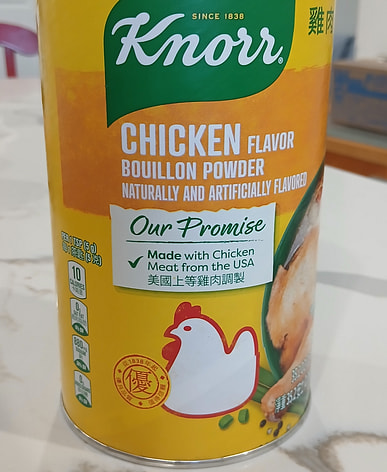 SINCE 1838
Knorr
雞
CHICKEN FLAVOR
BOUILLON POWDER
NATURALLY AND ARTIFICIALLY FLAVORED
Our Promise
✓ Made with Chicken
Meat from the USA
美國上等雞肉調製
10
CALORIES
優